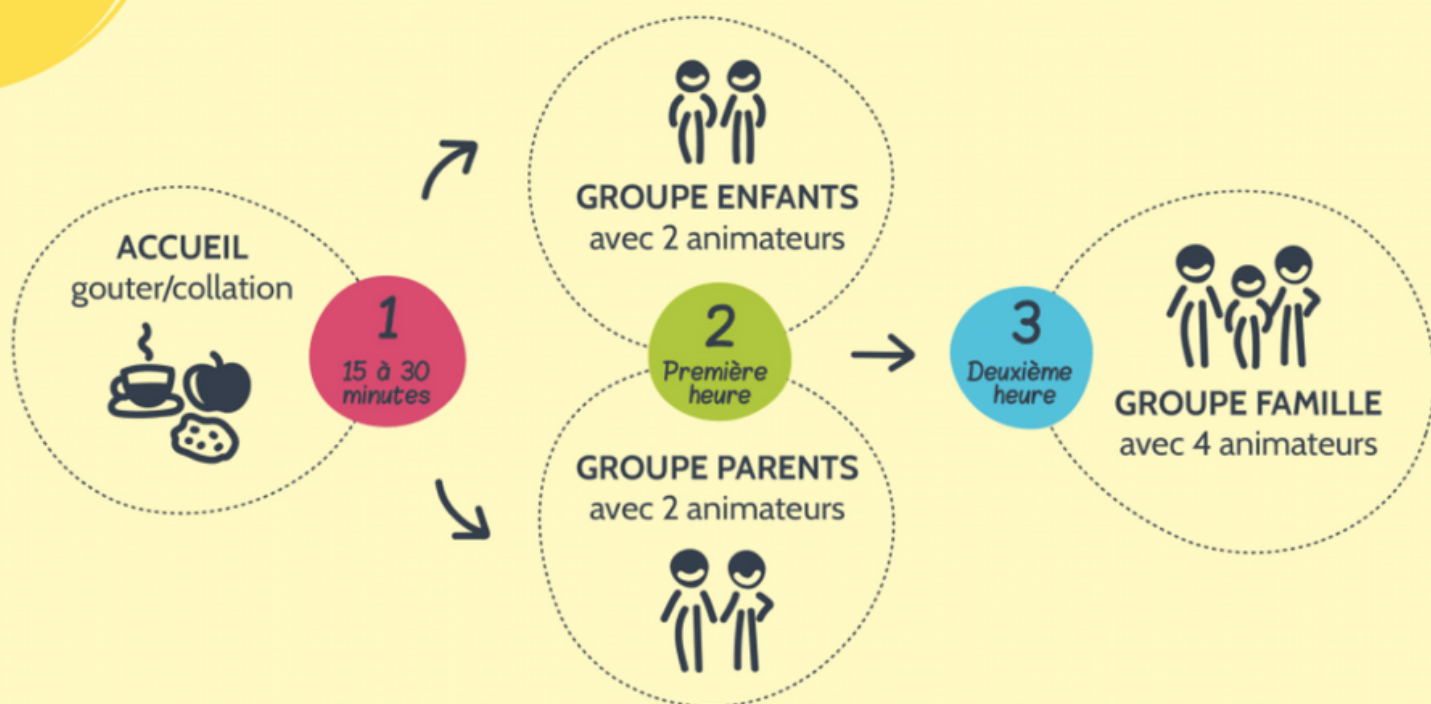 ACCUEIL
gouter/collation
1
15 à 30
minutes
GROUPE ENFANTS
avec 2 animateurs
2
Première
heure
GROUPE PARENTS
avec 2 animateurs
3
Deuxième
heure
GROUPE FAMILLE
avec 4 animateurs